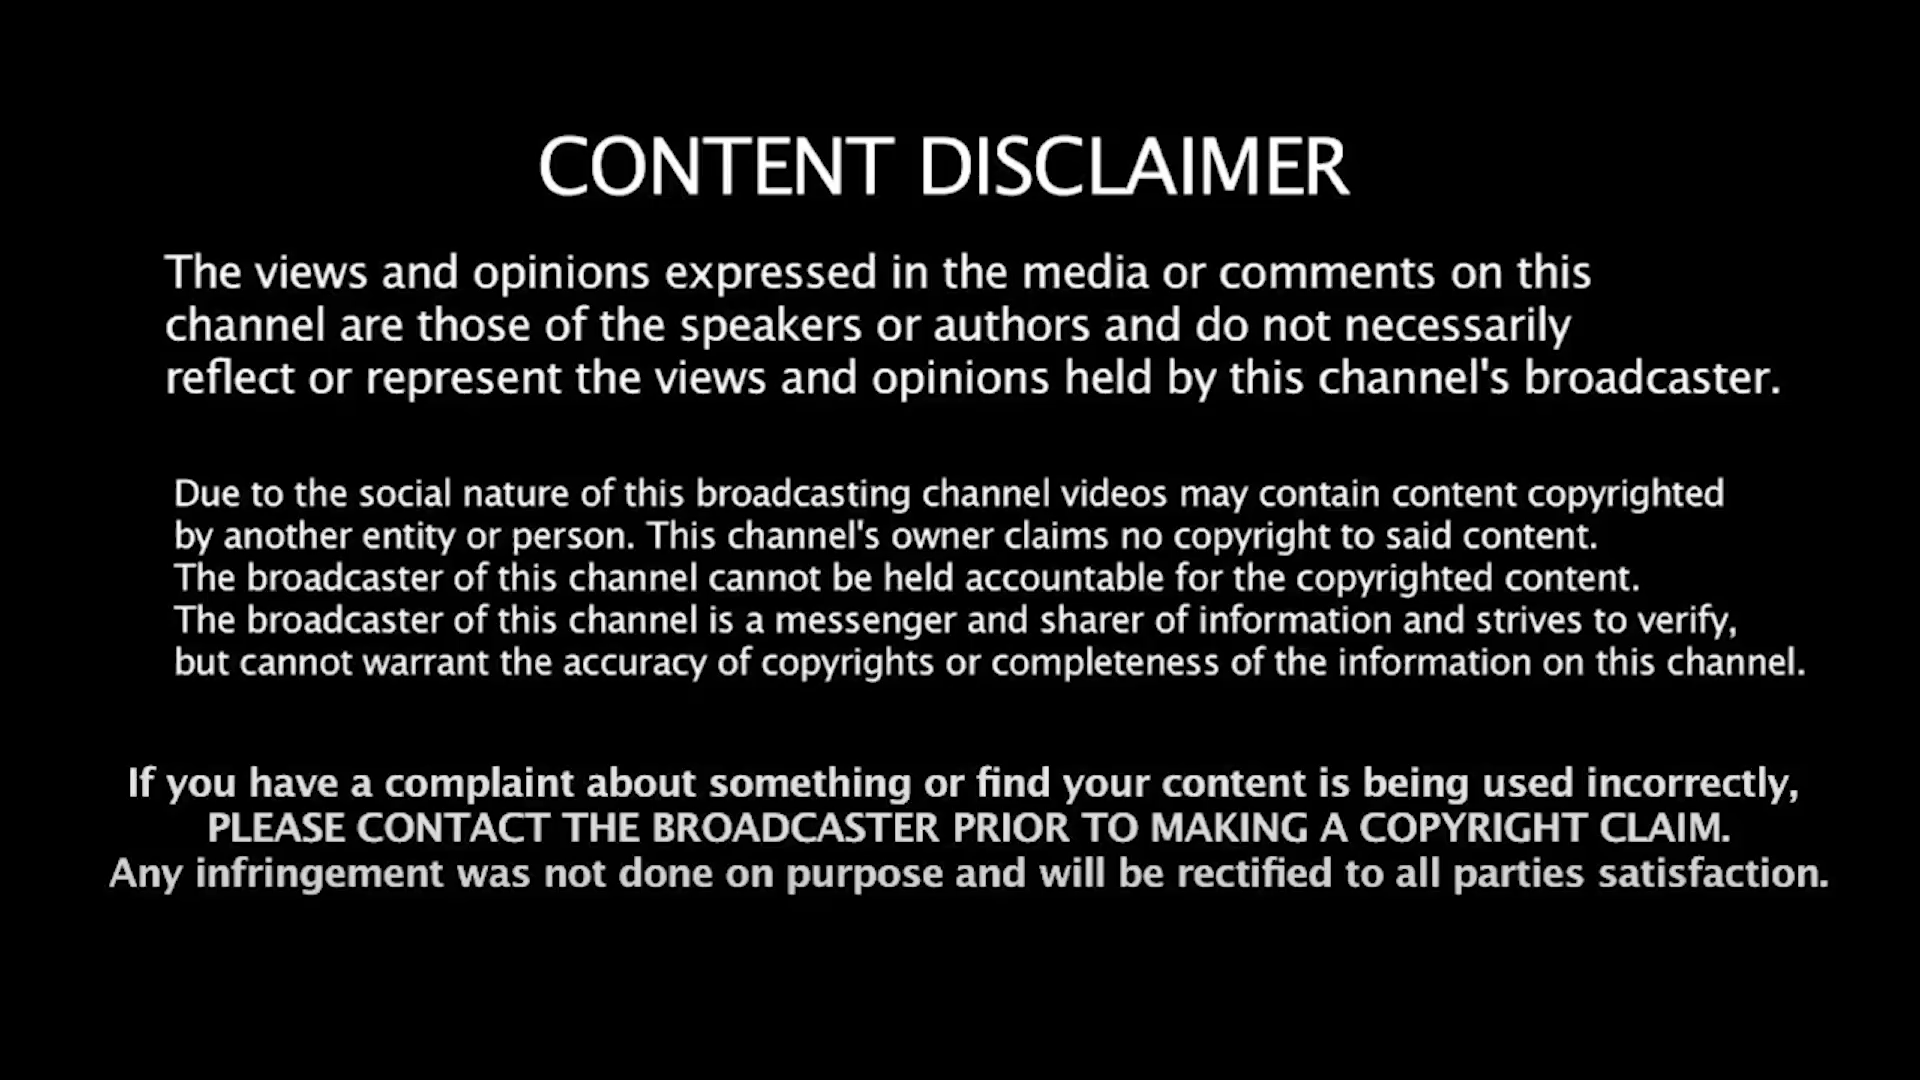 CONTENT DISCLAIMER
The views and opinions expressed in the media or comments on this
channel are those of the speakers or authors and do not necessarily
reflect or represent the views and opinions held by this channel's broadcaster.
Due to the social nature of this broadcasting channel videos may contain content copyrighted
by another entity or person. This channel's owner claims no copyright to said content.
The broadcaster of this channel cannot be held accountable for the copyrighted content.
The broadcaster of this channel is a messenger and sharer of information and strives to verify,
but cannot warrant the accuracy of copyrights or completeness of the information on this channel.
If you have a complaint about something or find your content is being used incorrectly,
PLEASE CONTACT THE BROADCASTER PRIOR TO MAKING A COPYRIGHT CLAIM.
Any infringement was not done on purpose and will be rectified to all parties satisfaction.